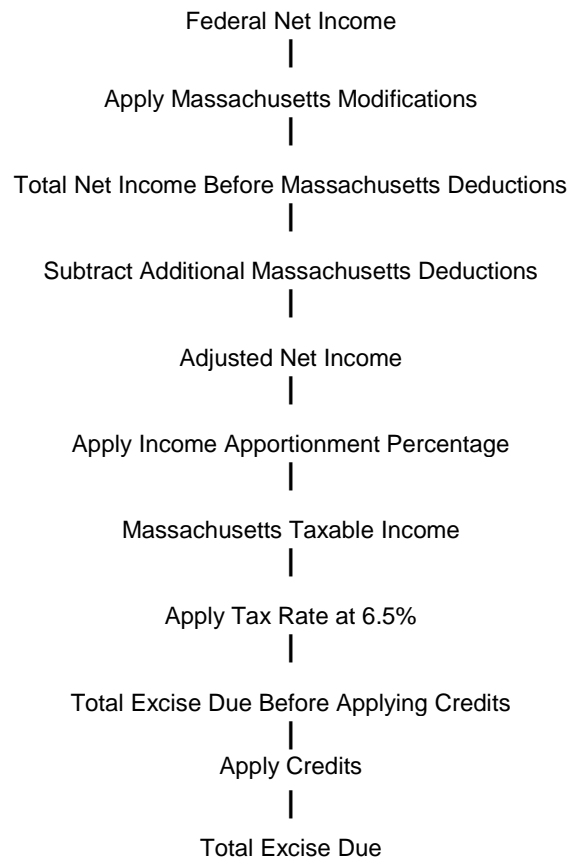 Federal Net Income
Apply Massachusetts Modifications
Total Net Income Before Massachusetts Deductions
Subtract Additional Massachusetts Deductions
Adjusted Net Income
Apply Income Apportionment Percentage
Massachusetts Taxable Income
Apply Tax Rate at 6.5%
Total Excise Due Before Applying Credits
Apply Credits
Total Excise Due